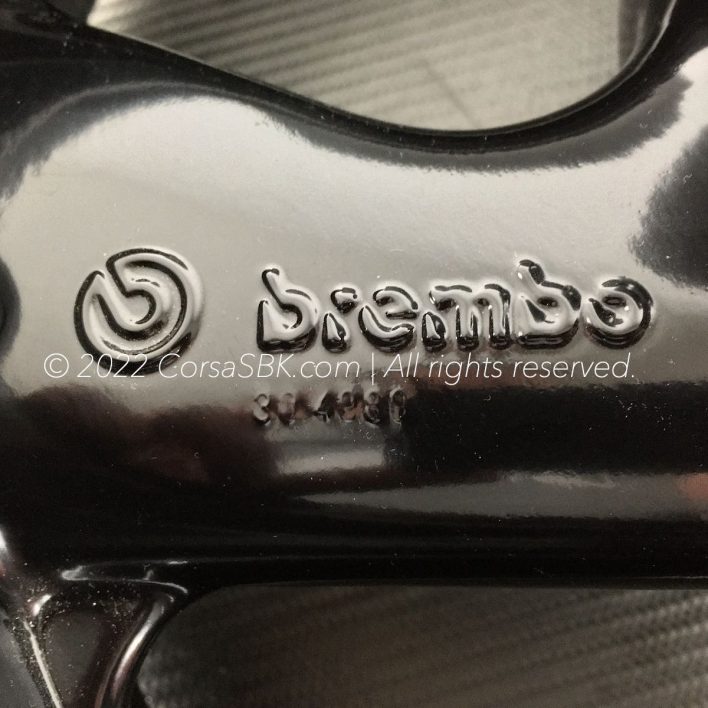 brembo
© 2022 CorsaSBK.com | All rights reserved.